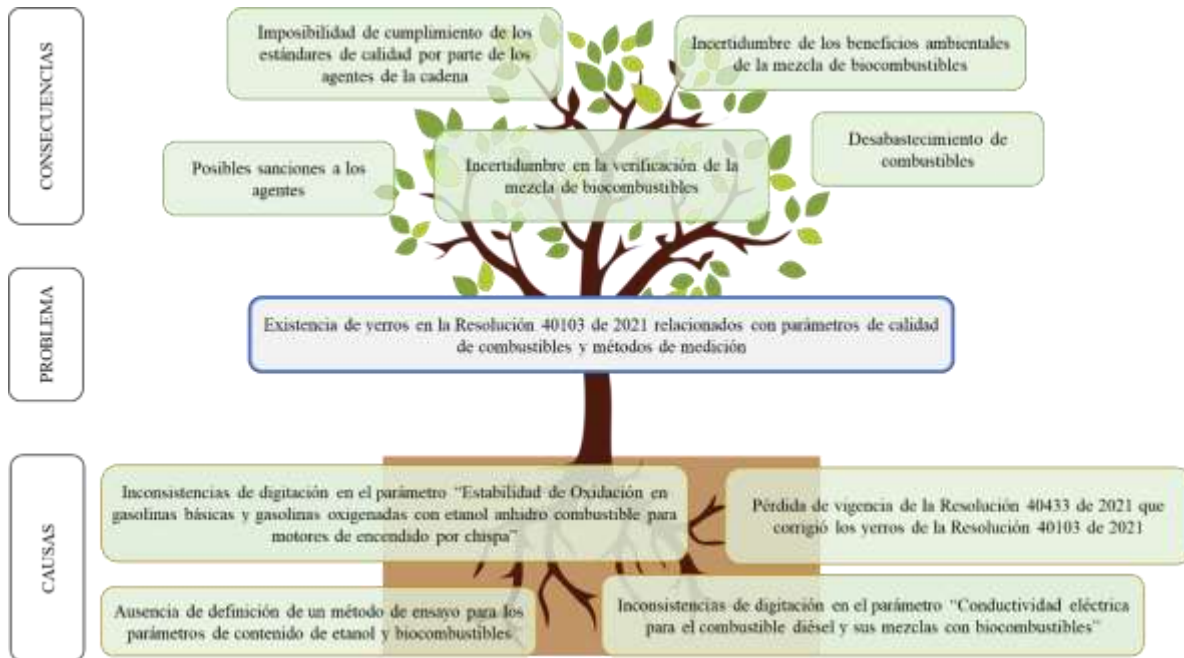 CONSECUENCIAS
Imposibilidad de cumplimiento de los
estándares de calidad por parte de los
agentes de la cadena
Incertidumbre de los beneficios ambientales
de la mezcla de biocombustibles
Posibles sanciones a los
agentes
Incertidumbre en la verificación de la
mezcla de biocombustibles
Desabastecimiento de
combustibles
PROBLEMA
Existencia de yerros en la Resolución 40103 de 2021 relacionados con parámetros de calidad
de combustibles y métodos de medición
CAUSAS
Inconsistencias de digitación en el parámetro “Estabilidad de Oxidación en
gasolinas básicas y gasolinas oxigenadas con etanol anhidro combustible para
motores de encendido por chispa”
Pérdida de vigencia de la Resolución 40433 de 2021 que
corrigió los yerros de la Resolución 40103 de 2021
Ausencia de definición de un método de ensayo para los
parámetros de contenido de etanol y biocombustibles
Inconsistencias de digitación en el parámetro “Conductividad eléctrica
para el combustible diésel y sus mezclas con biocombustibles”